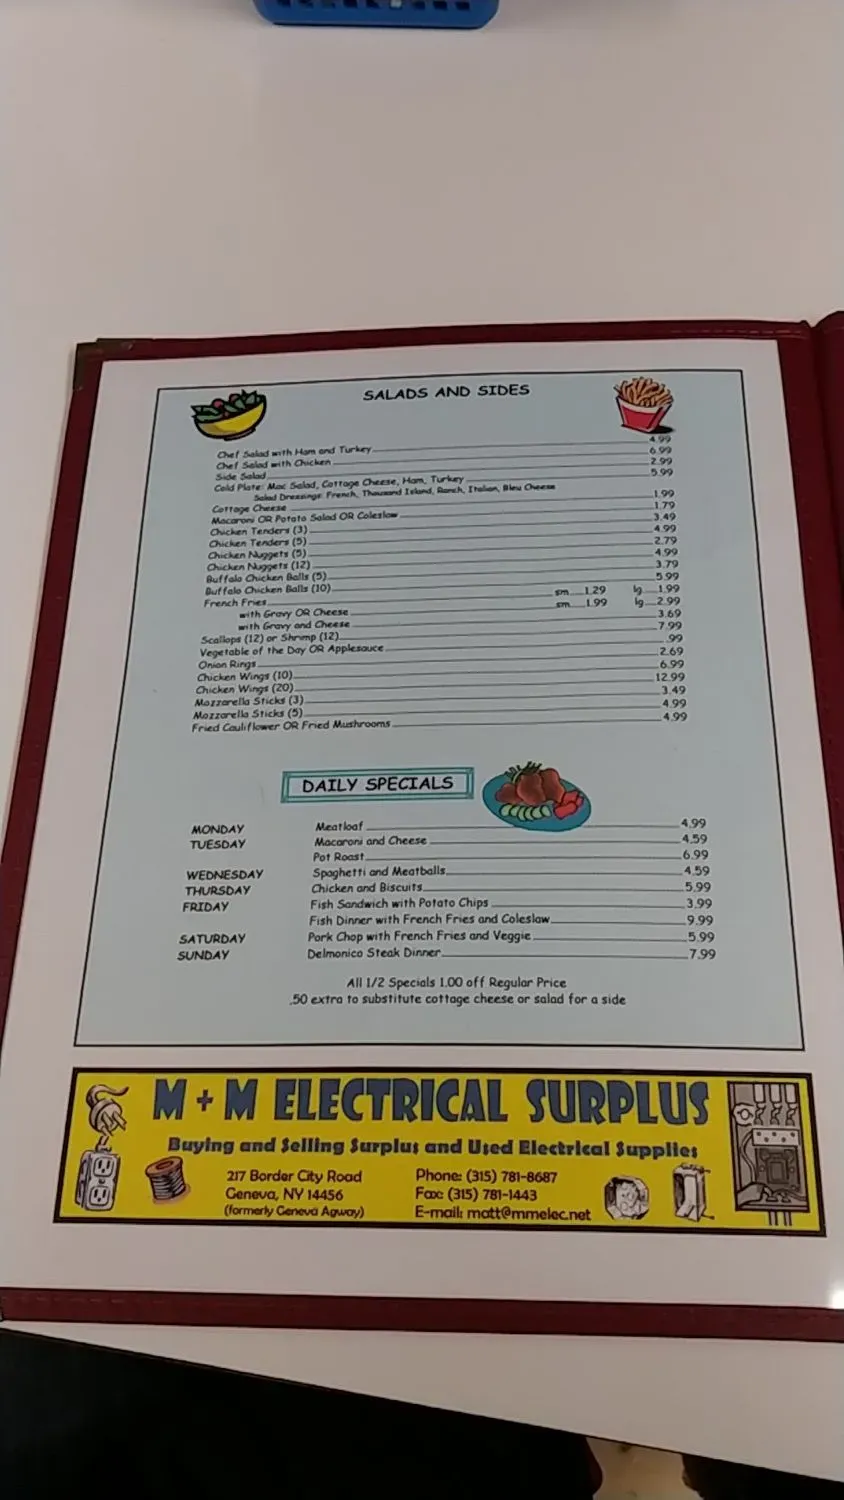 SALADS AND SIDES
Chef Salad with Ham and Turkey 4.99
Chef Salad with Chicken 6.99
Side Salad 2.99
Cold Plate: Mac Salad, Cottage Cheese, Ham, Turkey 5.99
Salad Dressings: French, Thousand Island, Ranch, Italian, Bleu Cheese
Cottage Cheese 1.99
Macaroni OR Potato Salad OR Coleslaw 1.79
Chicken Tenders (3) 3.49
Chicken Tenders (5) 4.99
Chicken Nuggets (5) 2.79
Chicken Nuggets (12) 4.99
Buffalo Chicken Balls (5) 3.79
Buffalo Chicken Balls (10) 5.99
French Fries sm 1.29 lg 1.99
with Gravy OR Cheese sm 1.99 lg 2.99
with Gravy and Cheese 3.69
Scallops (12) or Shrimp (12) 7.99
Vegetable of the Day OR Applesauce .99
Onion Rings 2.69
Chicken Wings (10) 6.99
Chicken Wings (20) 12.99
Mozzarella Sticks (3) 3.49
Mozzarella Sticks (5) 4.99
Fried Cauliflower OR Fried Mushrooms 4.99
DAILY SPECIALS
MONDAY Meatloaf 4.99
TUESDAY Macaroni and Cheese 4.59
Pot Roast 6.99
WEDNESDAY Spaghetti and Meatballs 4.59
THURSDAY Chicken and Biscuits 5.99
FRIDAY Fish Sandwich with Potato Chips 3.99
Fish Dinner with French Fries and Coleslaw 9.99
SATURDAY Pork Chop with French Fries and Veggie 5.99
SUNDAY Delmonico Steak Dinner 7.99
All 1/2 Specials 1.00 off Regular Price
.50 extra to substitute cottage cheese or salad for a side
M + M ELECTRICAL SURPLUS
Buying and Selling Surplus and Used Electrical Supplies
217 Border City Road Phone: (315) 781-8687
Geneva, NY 14456 Fax: (315) 781-1443
(formerly Geneva Agway) E-mail: matt@mmelec.net